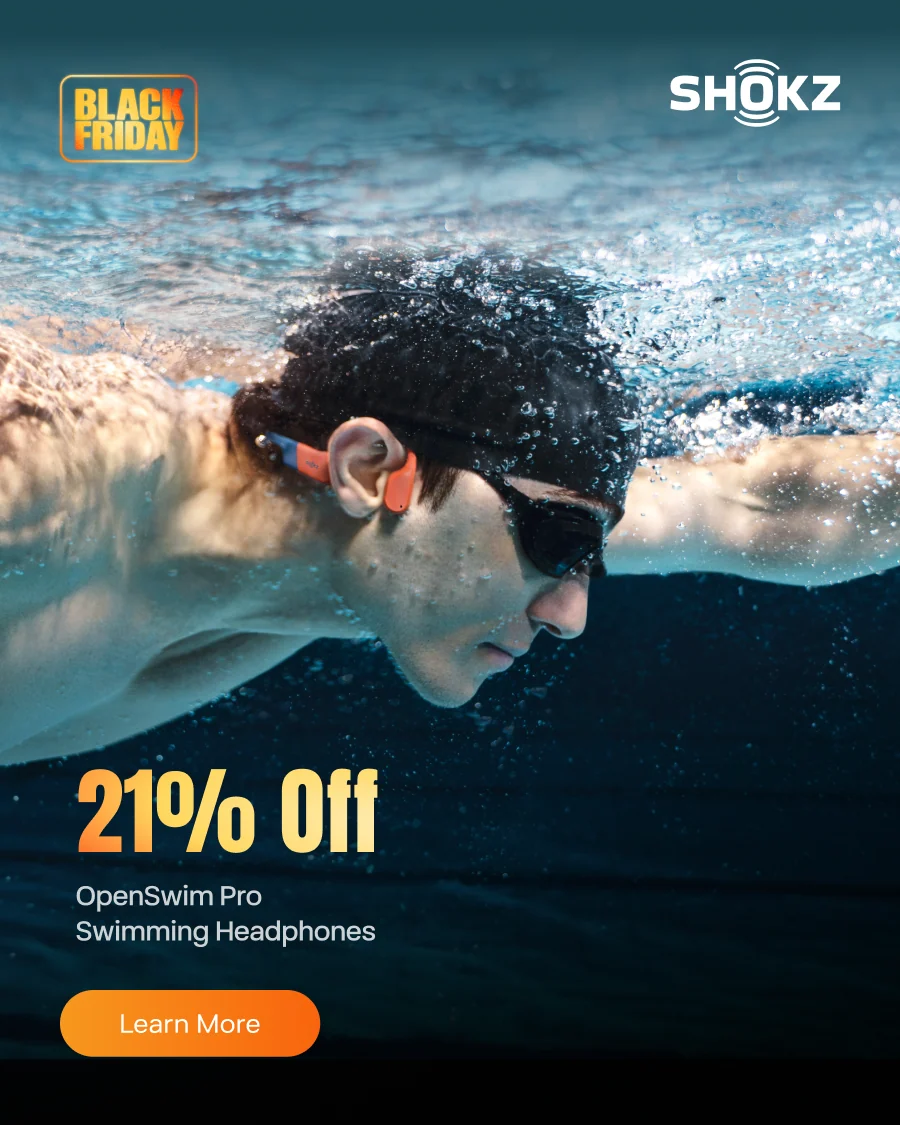 BLACK
FRIDAY
SHOKZ
21% Off
OpenSwim Pro
Swimming Headphones
Learn More